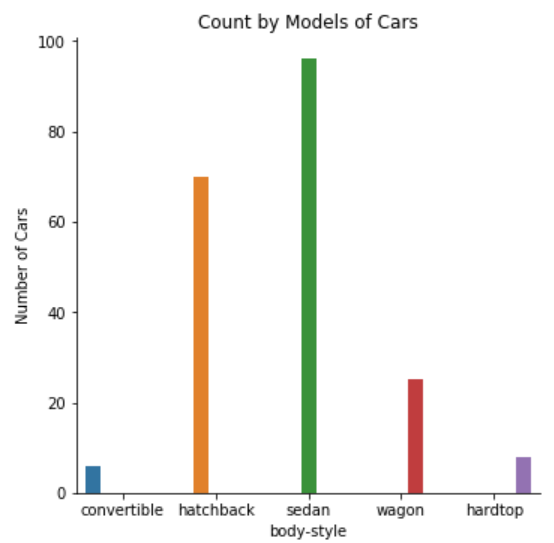 Count by Models of Cars
100
80
60
40
20
0
Number of Cars
convertible hatchback sedan wagon hardtop
body-style